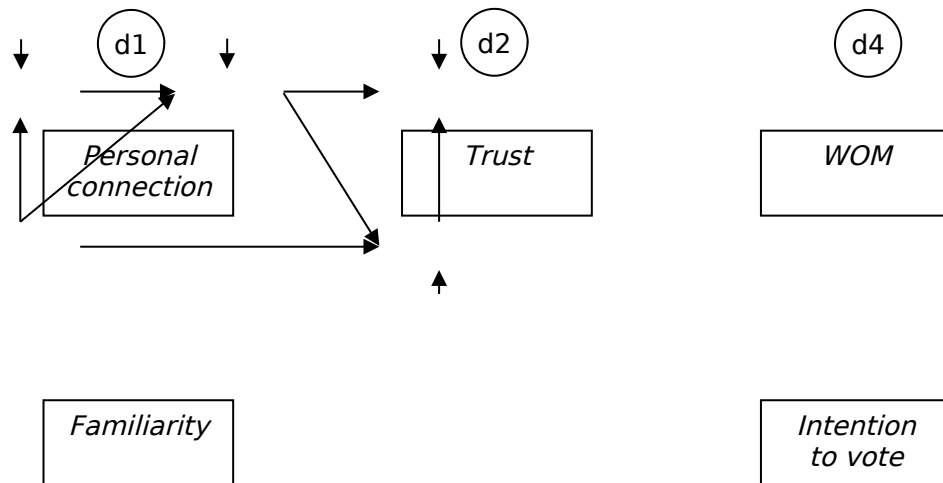 d1
d2
d4
Personal
connection
Trust
WOM
Familiarity
Intention
to vote